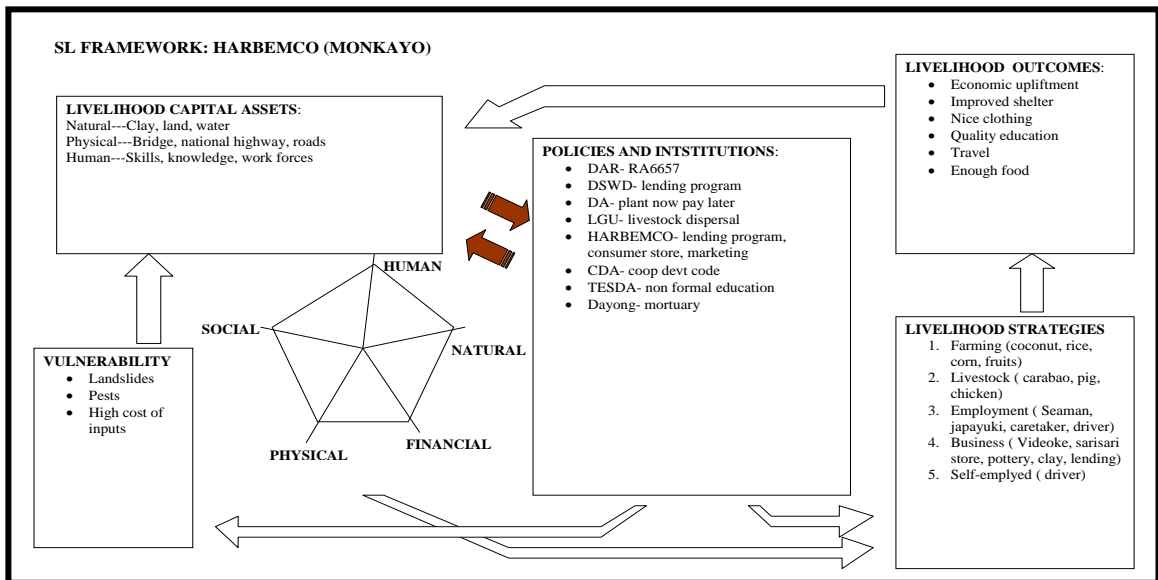 SL FRAMEWORK: HARBEMCO (MONKAYO)
LIVELIHOOD CAPITAL ASSETS:
Natural---Clay, land, water
Physical---Bridge, national highway, roads
Human---Skills, knowledge, work forces
POLICIES AND INTSTITUTIONS:
• DAR- RA6657
• DSWD- lending program
• DA- plant now pay later
• LGU- livestock dispersal
• HARBEMCO- lending program,
consumer store, marketing
• CDA- coop devt code
• TESDA- non formal education
• Dayong- mortuary
LIVELIHOOD OUTCOMES:
• Economic upliftment
• Improved shelter
• Nice clothing
• Quality education
• Travel
• Enough food
HUMAN
SOCIAL
NATURAL
PHYSICAL
FINANCIAL
VULNERABILITY
• Landslides
• Pests
• High cost of
inputs
LIVELIHOOD STRATEGIES
1. Farming (coconut, rice,
corn, fruits)
2. Livestock ( carabao, pig,
chicken)
3. Employment ( Seaman,
japayuki, caretaker, driver)
4. Business ( Videoke, sarisari
store, pottery, clay, lending)
5. Self-emplyed ( driver)